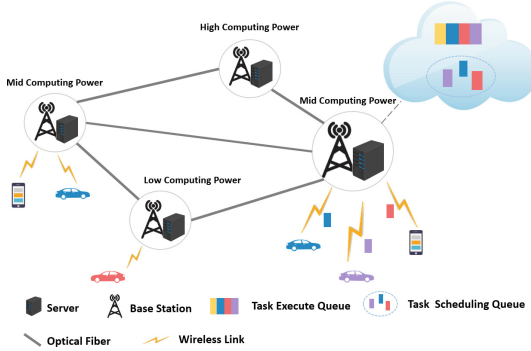 High Computing Power
Mid Computing Power
Mid Computing Power
Low Computing Power
Server
Base Station
Task Execute Queue
Task Scheduling Queue
Optical Fiber
Wireless Link